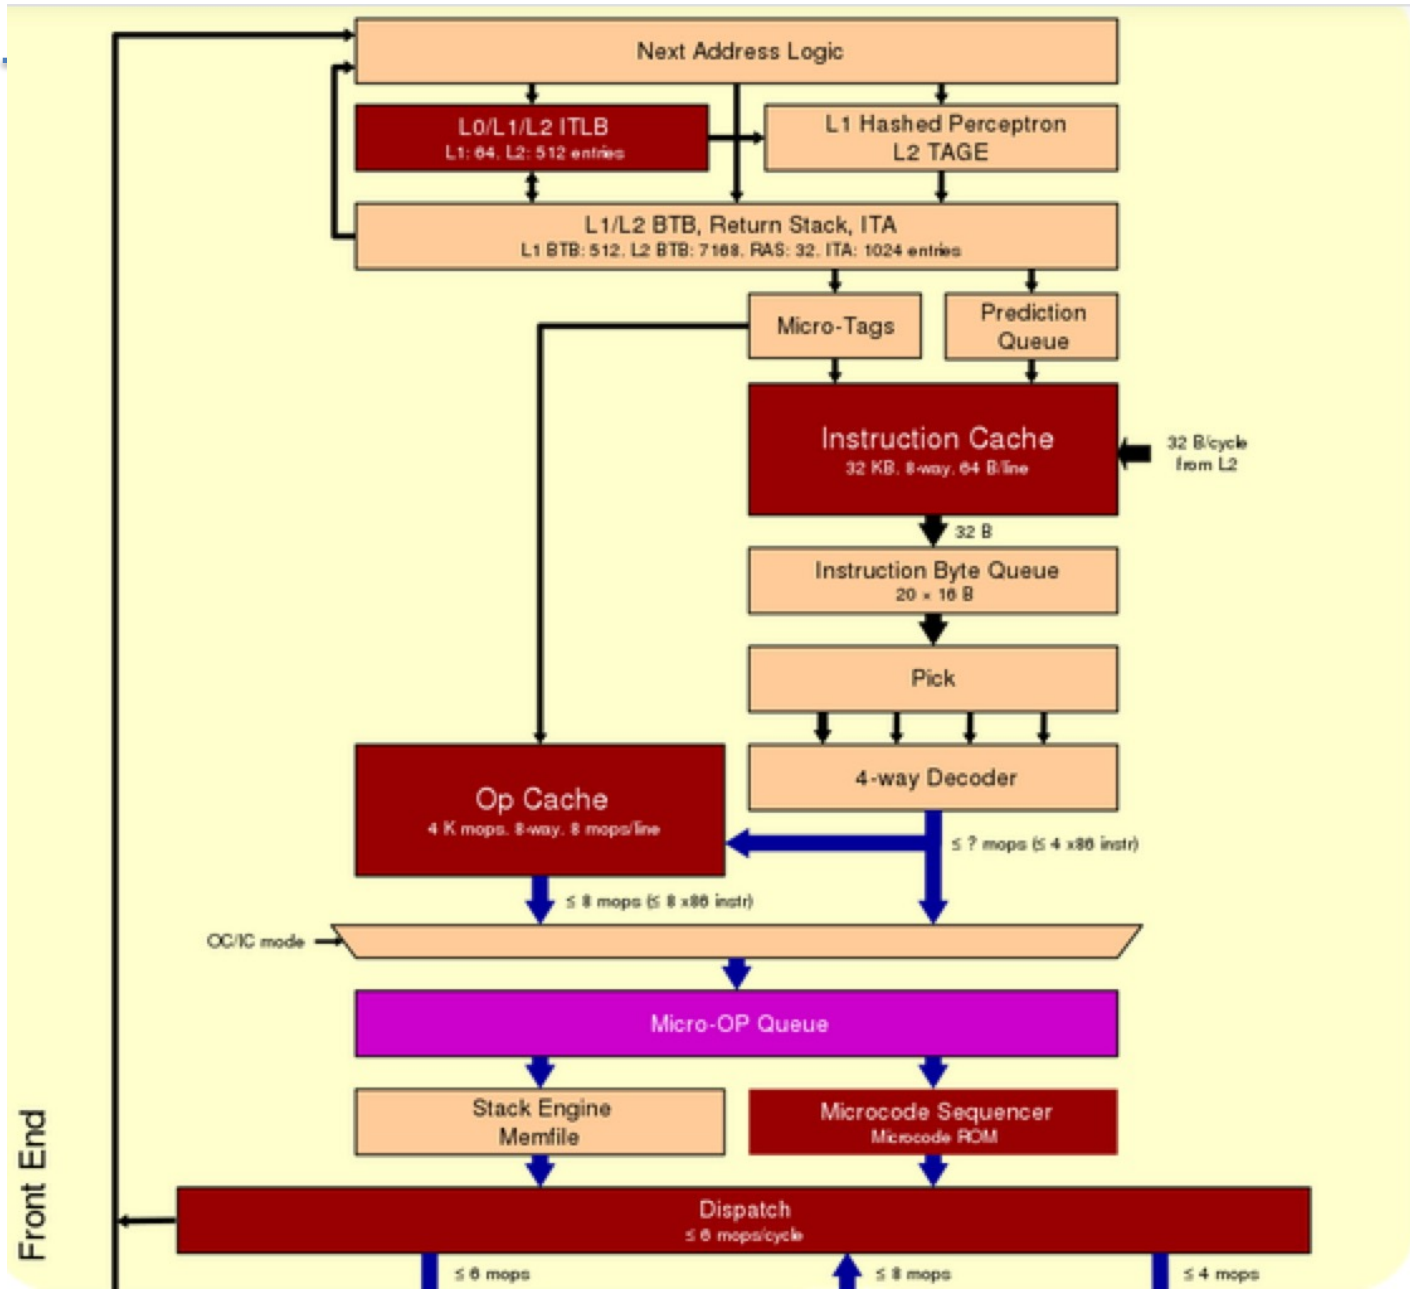 Next Address Logic
L0/L1/L2 ITLB
L1: 64, L2: 512 entries
L1 Hashed Perceptron
L2 TAGE
L1/L2 BTB, Return Stack, ITA
L1 BTB: 512, L2 BTB: 7168, RAS: 32, ITA: 1024 entries
Micro-Tags
Prediction
Queue
Instruction Cache
32 KB, 8-way, 64 B/line
32 B/cycle
from L2
32 B
Instruction Byte Queue
20 × 16 B
Pick
4-way Decoder
Op Cache
4 K mops, 8-way, 8 mops/line
≤ ? mops (≤ 4 x86 instr)
≤ 8 mops (≤ 8 x86 instr)
OC/IC mode
Micro-OP Queue
Stack Engine
Memfile
Microcode Sequencer
Microcode ROM
Front End
Dispatch
≤ 6 mops/cycle
≤ 6 mops
≤ 8 mops
≤ 4 mops